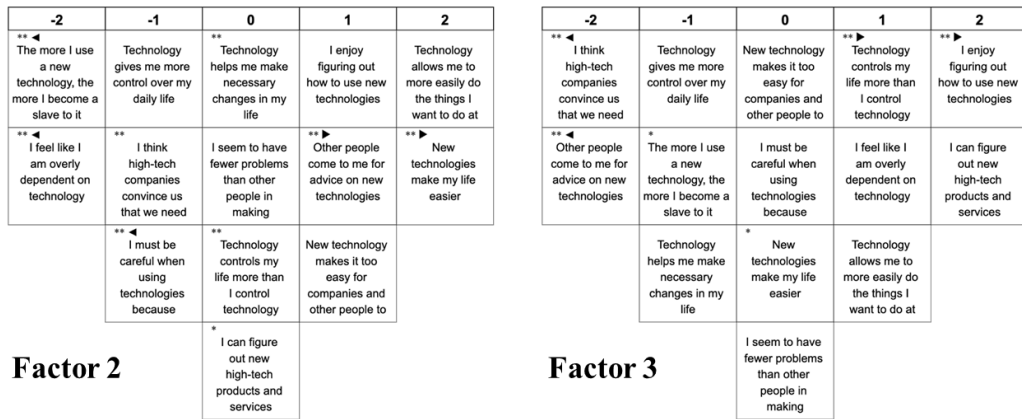 -2 -1 0 1 2
** ◄
The more I use
a new
technology, the
more I become a
slave to it
Technology
gives me more
control over my
daily life
**
Technology
helps me make
necessary
changes in my
life
I enjoy
figuring out
how to use new
technologies
Technology
allows me to
more easily do
the things I
want to do at
** ◄
I feel like I
am overly
dependent on
technology
**
I think
high-tech
companies
convince us
that we need
I seem to have
fewer problems
than other
people in
making
** ►
Other people
come to me for
advice on new
technologies
** ►
New
technologies
make my life
easier
** ◄
I must be
careful when
using
technologies
because
**
Technology
controls my
life more than
I control
technology
New technology
makes it too
easy for
companies and
other people to
*
I can figure
out new
high-tech
products and
services
Factor 2
-2 -1 0 1 2
** ◄
I think
high-tech
companies
convince us
that we need
Technology
gives me more
control over my
daily life
New technology
makes it too
easy for
companies and
other people to
** ►
Technology
controls my
life more than
I control
technology
** ►
I enjoy
figuring out
how to use new
technologies
** ◄
Other people
come to me for
advice on new
technologies
*
The more I use
a new
technology, the
more I become a
slave to it
I must be
careful when
using
technologies
because
I feel like I
am overly
dependent on
technology
I can figure
out new
high-tech
products and
services
Technology
helps me make
necessary
changes in my
life
*
New
technologies
make my life
easier
Technology
allows me to
more easily do
the things I
want to do at
I seem to have
fewer problems
than other
people in
making
Factor 3